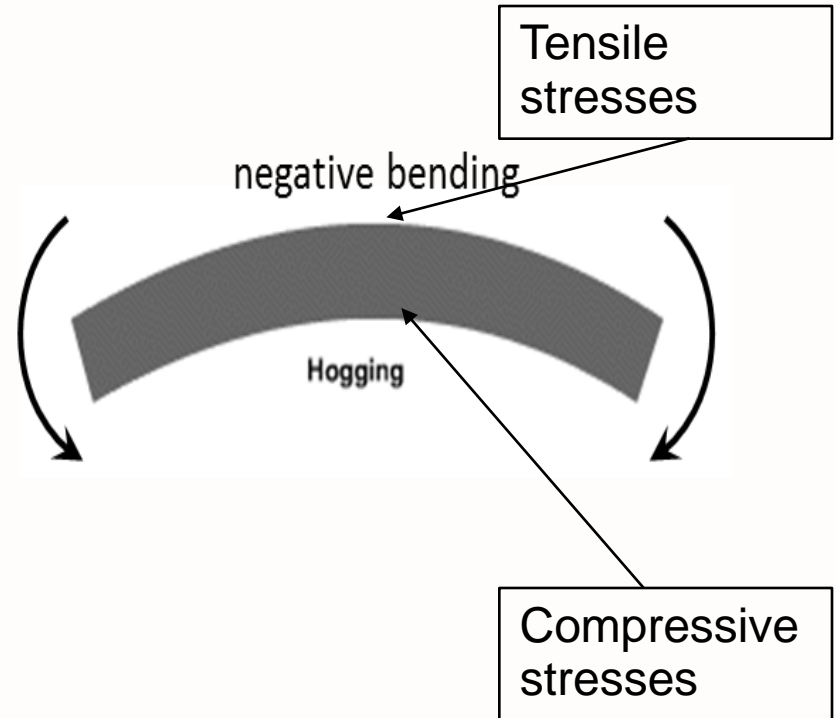 Tensile
stresses
negative bending
Hogging
Compressive
stresses